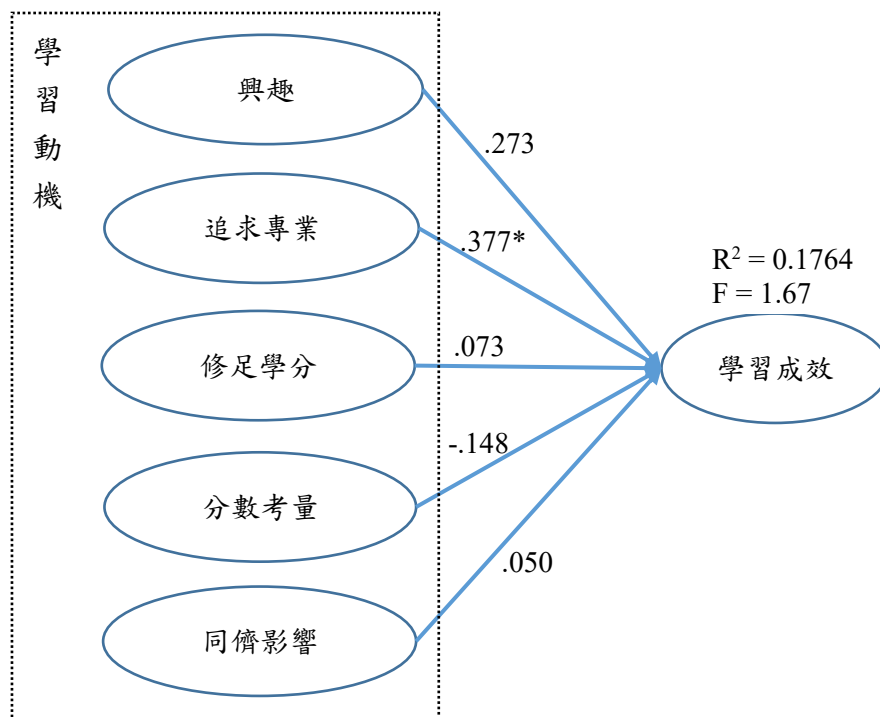 學習動機
興趣
.273
追求專業
.377*
R² = 0.1764
F = 1.67
修足學分
.073
學習成效
分數考量
-.148
同儕影響
.050